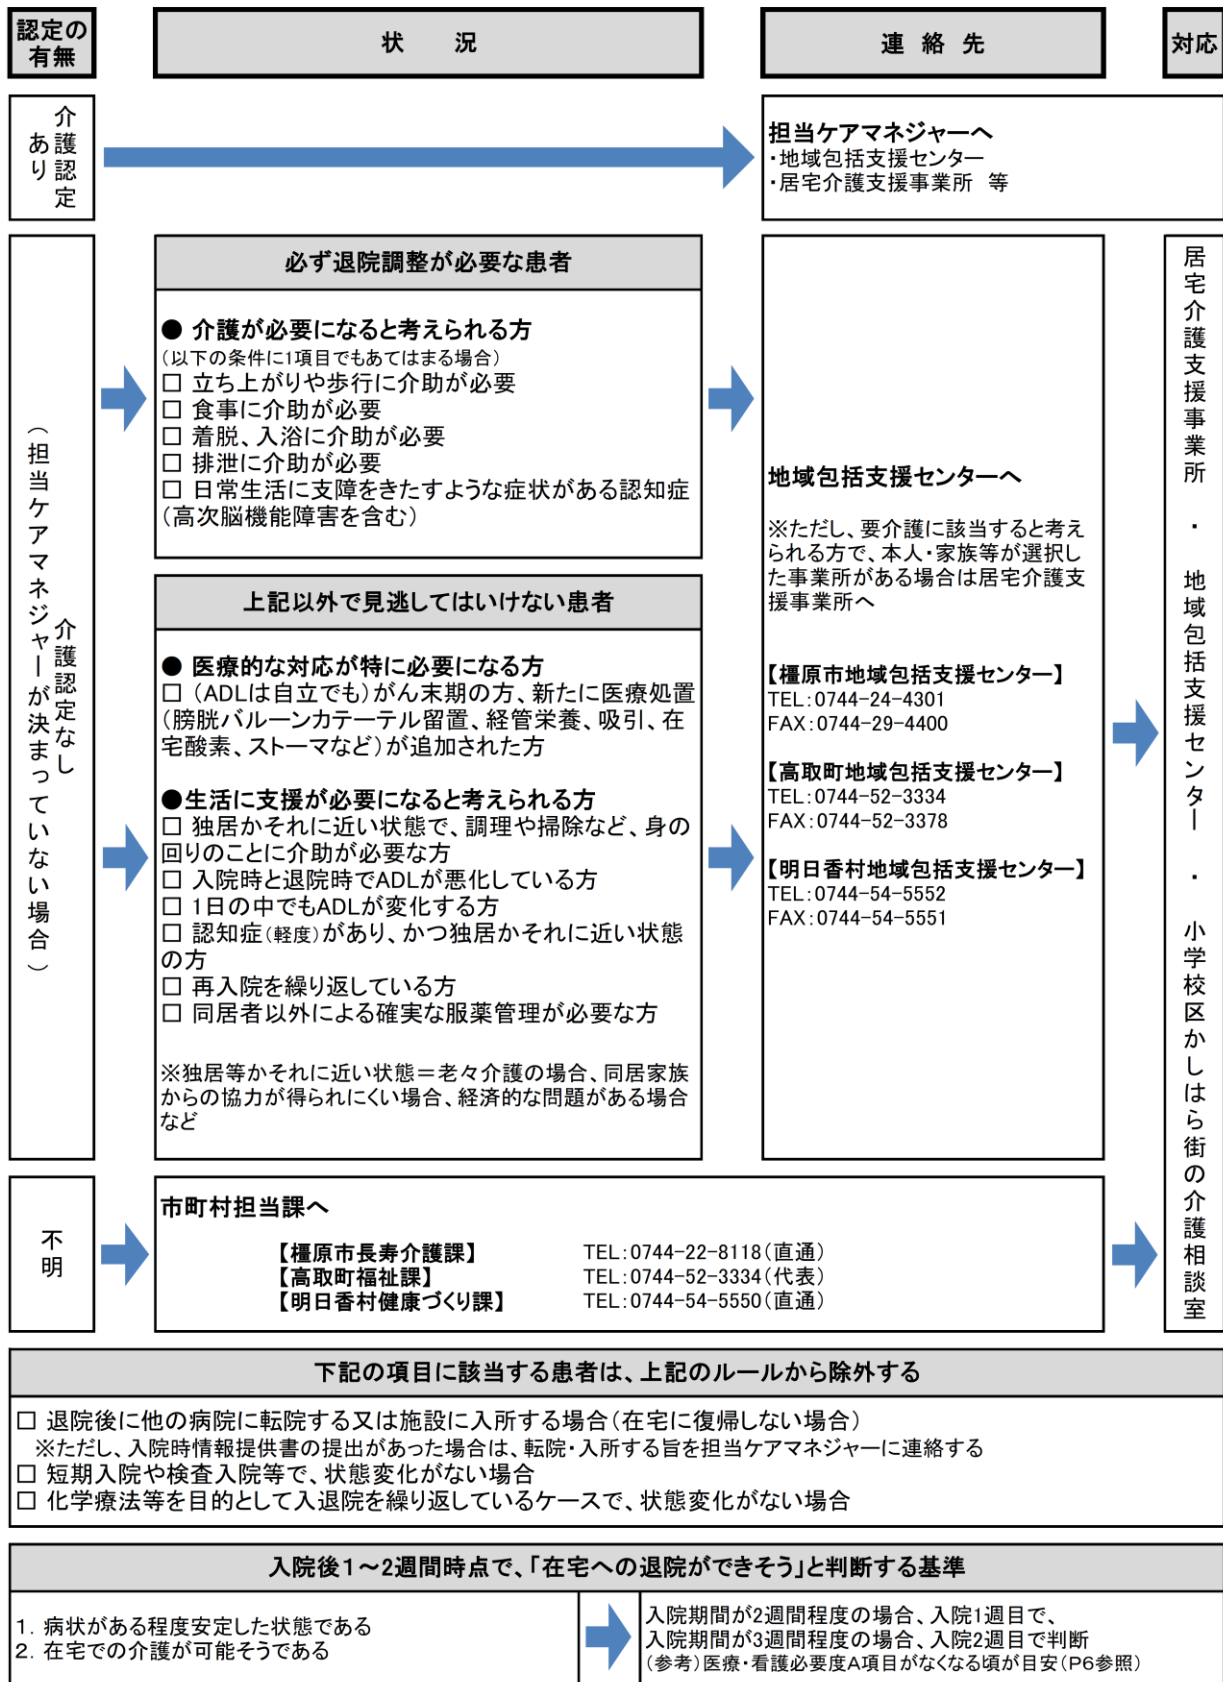 認定の
有無
状　況
連 絡 先
対応
介護認定
あり
担当ケアマネジャーへ
・地域包括支援センター
・居宅介護支援事業所　等
介護認定なし
（担当ケアマネジャーが決まっていない場合）
必ず退院調整が必要な患者
● 介護が必要になると考えられる方
（以下の条件に1項目でもあてはまる場合）
□ 立ち上がりや歩行に介助が必要
□ 食事に介助が必要
□ 着脱、入浴に介助が必要
□ 排泄に介助が必要
□ 日常生活に支障をきたすような症状がある認知症
（高次脳機能障害を含む）
上記以外で見逃してはいけない患者
● 医療的な対応が特に必要になる方
□ （ADLは自立でも）がん末期の方、新たに医療処置
（膀胱バルーンカテーテル留置、経管栄養、吸引、在
宅酸素、ストーマなど）が追加された方
●生活に支援が必要になると考えられる方
□ 独居かそれに近い状態で、調理や掃除など、身の
回りのことに介助が必要な方
□ 入院時と退院時でADLが悪化している方
□ 1日の中でもADLが変化する方
□ 認知症（軽度）があり、かつ独居かそれに近い状態
の方
□ 再入院を繰り返している方
□ 同居者以外による確実な服薬管理が必要な方
※独居等かそれに近い状態＝老々介護の場合、同居家族
からの協力が得られにくい場合、経済的な問題がある場合
など
地域包括支援センターへ
※ただし、要介護に該当すると考え
られる方で、本人・家族等が選択し
た事業所がある場合は居宅介護支
援事業所へ
【橿原市地域包括支援センター】
TEL：0744-24-4301
FAX：0744-29-4400
【高取町地域包括支援センター】
TEL：0744-52-3334
FAX：0744-52-3378
【明日香村地域包括支援センター】
TEL：0744-54-5552
FAX：0744-54-5551
居宅介護支援事業所　・　地域包括支援センター　・　小学校区かしはら街の介護相談室
不明
市町村担当課へ
【橿原市長寿介護課】　TEL：0744-22-8118（直通）
【高取町福祉課】　TEL：0744-52-3334（代表）
【明日香村健康づくり課】　TEL：0744-54-5550（直通）
下記の項目に該当する患者は、上記のルールから除外する
□ 退院後に他の病院に転院する又は施設に入所する場合（在宅に復帰しない場合）
※ただし、入院時情報提供書の提出があった場合は、転院・入所する旨を担当ケアマネジャーに連絡する
□ 短期入院や検査入院等で、状態変化がない場合
□ 化学療法等を目的として入退院を繰り返しているケースで、状態変化がない場合
入院後１～2週間時点で、「在宅への退院ができそう」と判断する基準
1. 病状がある程度安定した状態である
2. 在宅での介護が可能そうである
入院期間が2週間程度の場合、入院1週目で、
入院期間が3週間程度の場合、入院2週目で判断
（参考）医療・看護必要度A項目がなくなる頃が目安（P6参照）